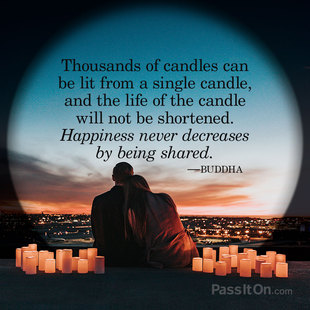 Thousands of candles can
be lit from a single candle,
and the life of the candle
will not be shortened.
Happiness never decreases
by being shared.
—BUDDHA
PassItOn.com